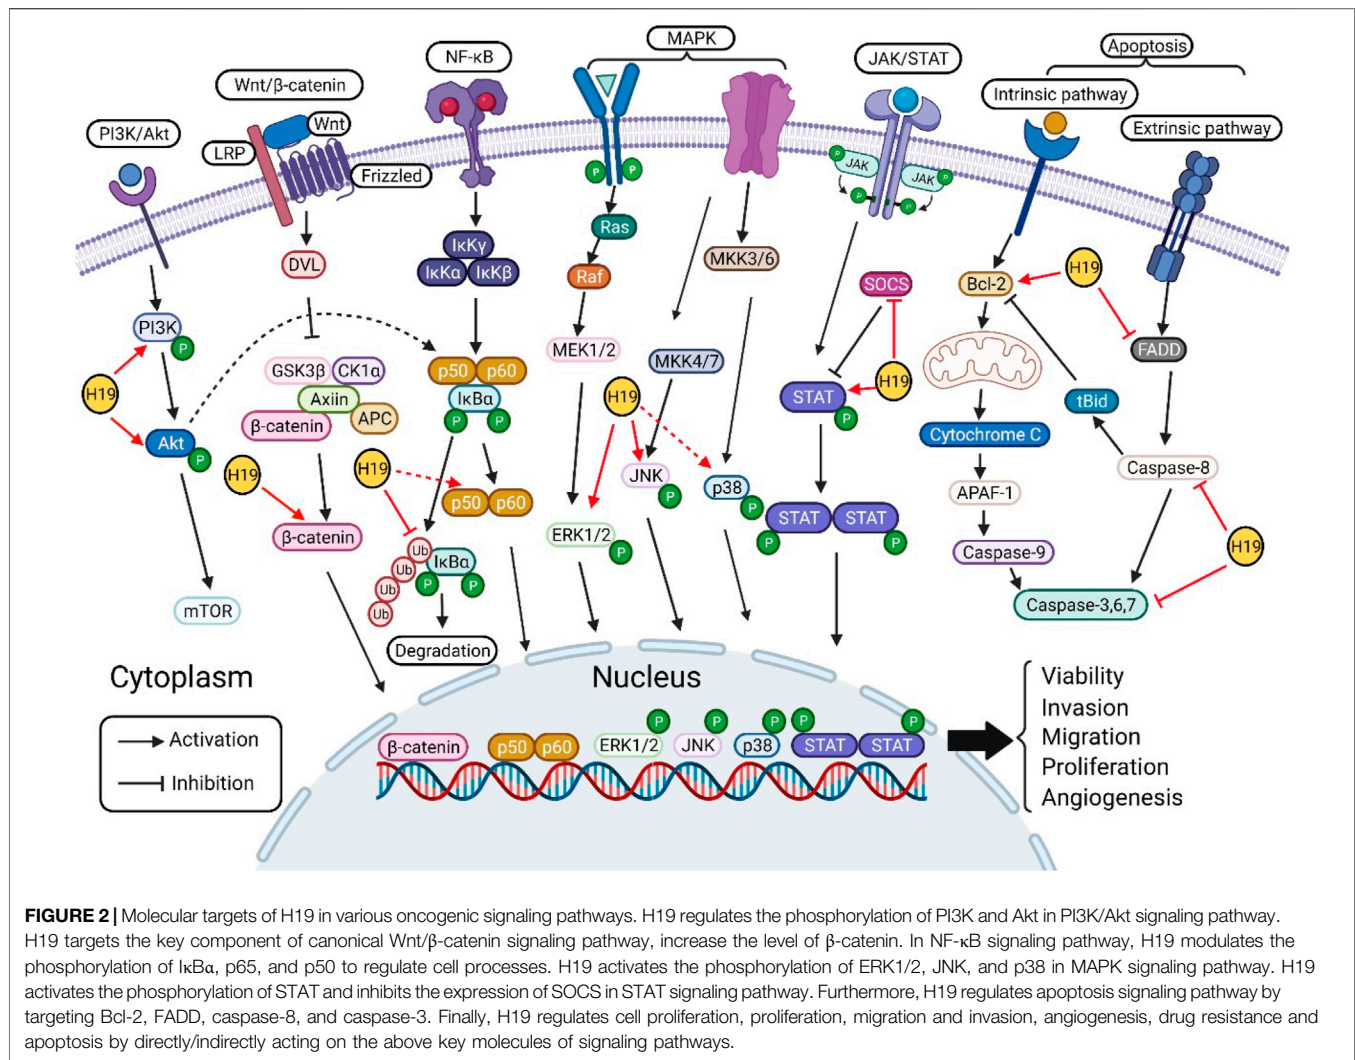 MAPK
Apoptosis
NF-κB
JAK/STAT
Wnt/β-catenin
Intrinsic pathway
PI3K/Akt
Wnt
Extrinsic pathway
LRP
Frizzled
JAK
P
JAK
P
P
P
P
P
Ras
IκKγ
DVL
IκKα
IκKβ
MKK3/6
Raf
SOCS
Bcl-2
H19
PI3K
P
MEK1/2
MKK4/7
FADD
GSK3β
CK1α
p50
p60
H19
Axiin
IκBα
H19
STAT
H19
tBid
β-catenin
APC
P
P
P
Akt
P
Cytochrome C
H19
H19
JNK
P
p38
P
Caspase-8
APAF-1
p50
p60
STAT
STAT
P
P
β-catenin
ERK1/2
P
Caspase-9
H19
Ub
IκBα
Ub
P
P
Ub
Ub
mTOR
Caspase-3,6,7
Degradation
Cytoplasm
Nucleus
Viability
Invasion
Migration
Proliferation
Angiogenesis
Activation
Inhibition
P
P
P
P
P
β-catenin
p50
p60
ERK1/2
JNK
p38
STAT
STAT
FIGURE 2 | Molecular targets of H19 in various oncogenic signaling pathways. H19 regulates the phosphorylation of PI3K and Akt in PI3K/Akt signaling pathway.
H19 targets the key component of canonical Wnt/β-catenin signaling pathway, increase the level of β-catenin. In NF-κB signaling pathway, H19 modulates the
phosphorylation of IκBα, p65, and p50 to regulate cell processes. H19 activates the phosphorylation of ERK1/2, JNK, and p38 in MAPK signaling pathway. H19
activates the phosphorylation of STAT and inhibits the expression of SOCS in STAT signaling pathway. Furthermore, H19 regulates apoptosis signaling pathway by
targeting Bcl-2, FADD, caspase-8, and caspase-3. Finally, H19 regulates cell proliferation, proliferation, migration and invasion, angiogenesis, drug resistance and
apoptosis by directly/indirectly acting on the above key molecules of signaling pathways.